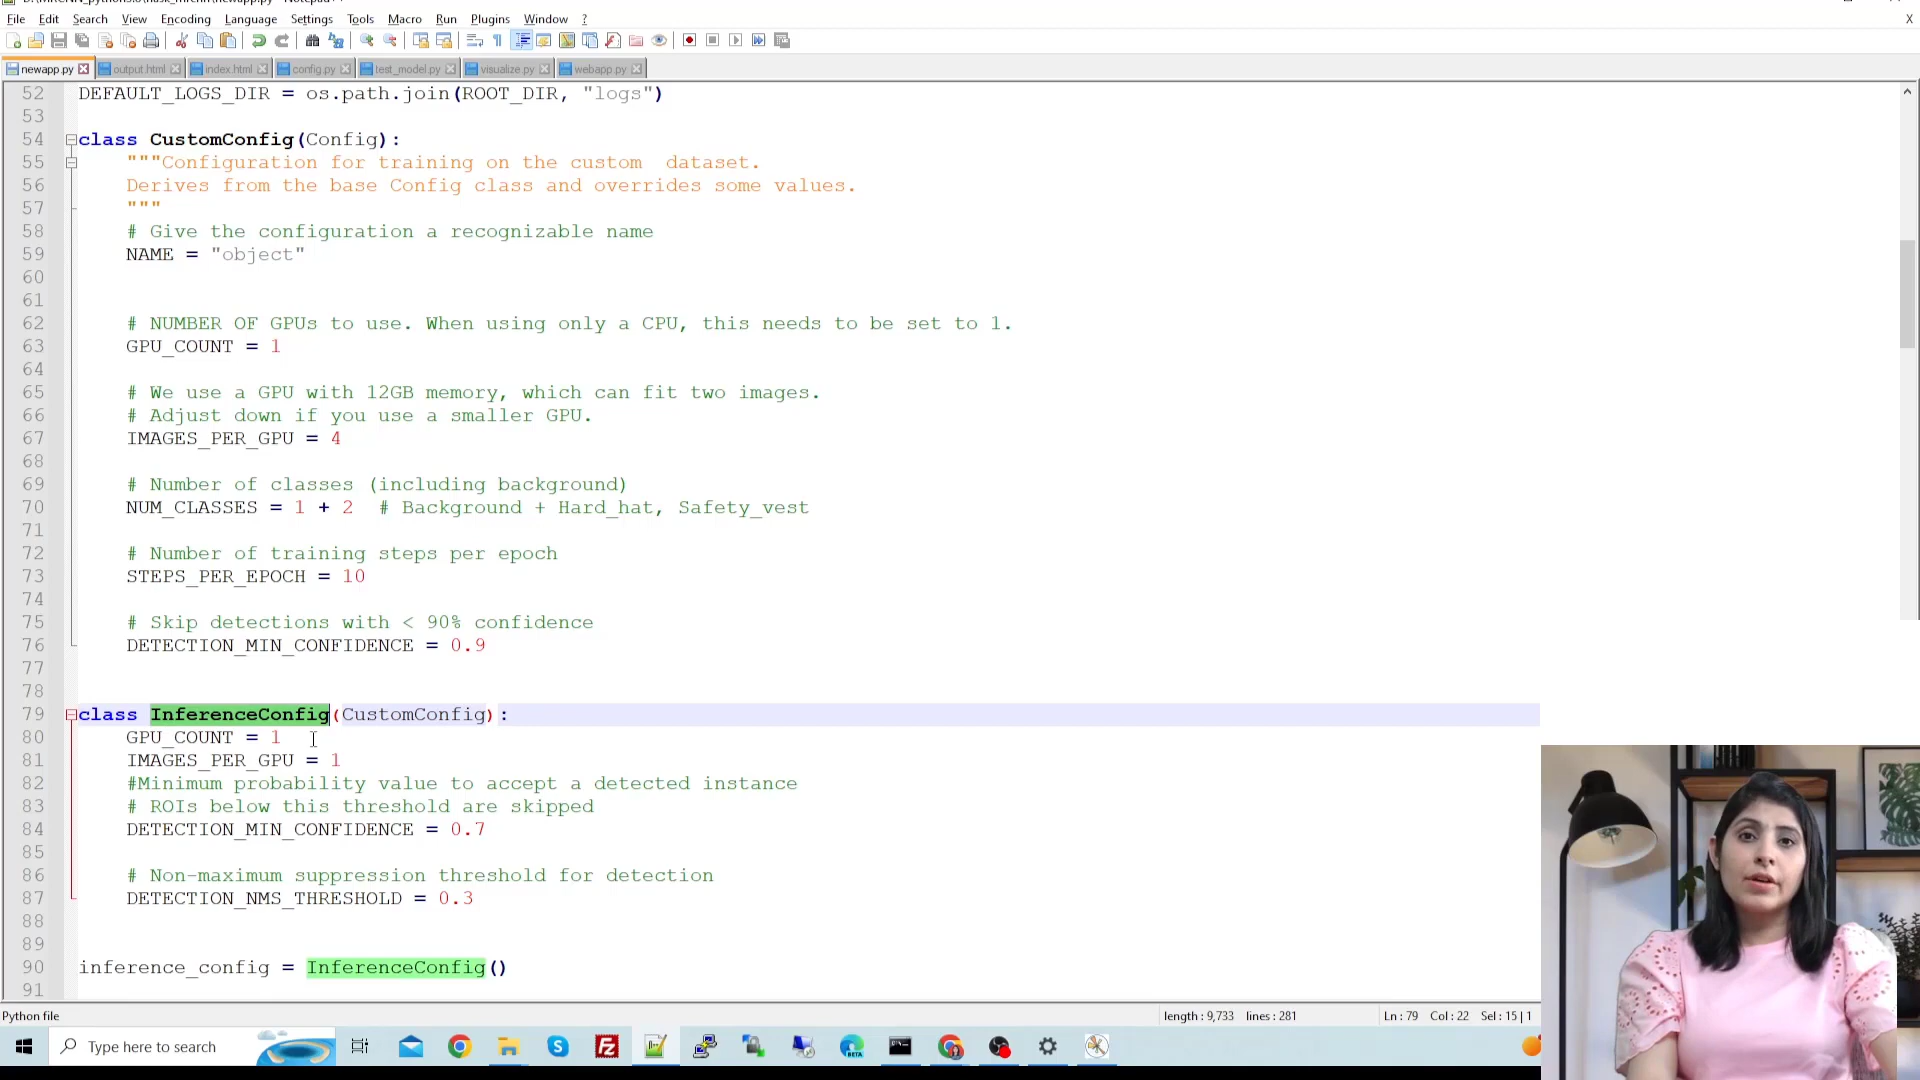 File Edit Search View Encoding Language Settings Tools Macro Run Plugins Window ? X
newapp.py output.html index.html config.py test_model.py visualize.py webapp.py
52 DEFAULT_LOGS_DIR = os.path.join(ROOT_DIR, "logs")
53
54 class CustomConfig(Config):
55 """Configuration for training on the custom  dataset.
56 Derives from the base Config class and overrides some values.
57 """
58 # Give the configuration a recognizable name
59 NAME = "object"
60
61
62 # NUMBER OF GPUs to use. When using only a CPU, this needs to be set to 1.
63 GPU_COUNT = 1
64
65 # We use a GPU with 12GB memory, which can fit two images.
66 # Adjust down if you use a smaller GPU.
67 IMAGES_PER_GPU = 4
68
69 # Number of classes (including background)
70 NUM_CLASSES = 1 + 2  # Background + Hard_hat, Safety_vest
71
72 # Number of training steps per epoch
73 STEPS_PER_EPOCH = 10
74
75 # Skip detections with < 90% confidence
76 DETECTION_MIN_CONFIDENCE = 0.9
77
78
79 class InferenceConfig(CustomConfig):
80 GPU_COUNT = 1
81 IMAGES_PER_GPU = 1
82 #Minimum probability value to accept a detected instance
83 # ROIs below this threshold are skipped
84 DETECTION_MIN_CONFIDENCE = 0.7
85
86 # Non-maximum suppression threshold for detection
87 DETECTION_NMS_THRESHOLD = 0.3
88
89
90 inference_config = InferenceConfig()
91
Python file length : 9,733 lines : 281 Ln : 79 Col : 22 Sel : 15 | 1
Type here to search
BETA